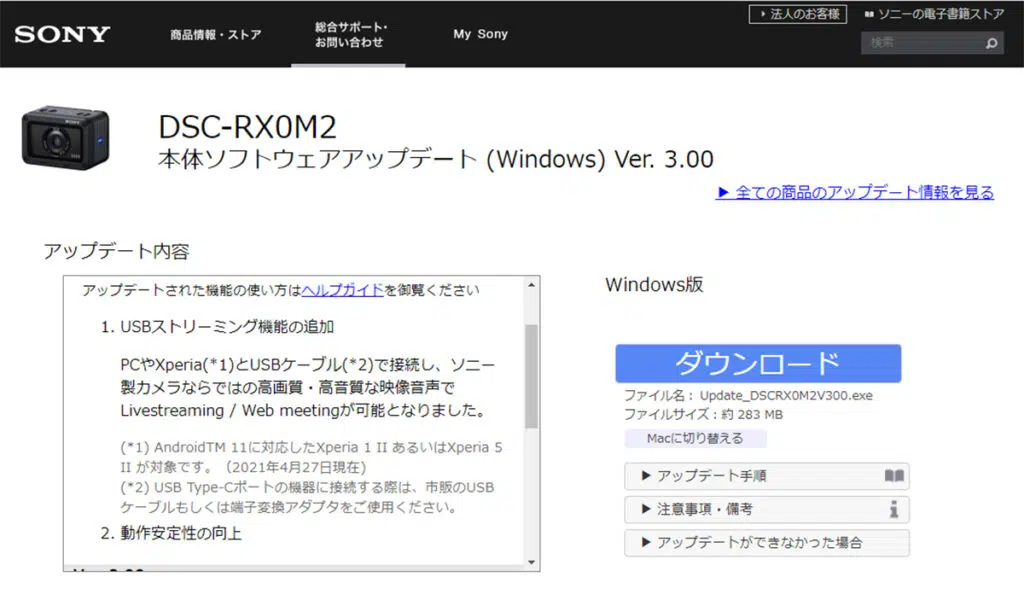 SONY
商品情報・ストア
総合サポート・
お問い合わせ
My Sony
法人のお客様
ソニーの電子書籍ストア
検索
DSC-RX0M2
本体ソフトウェアアップデート (Windows) Ver. 3.00
▶ 全ての商品のアップデート情報を見る
アップデート内容
アップデートされた機能の使い方はヘルプガイドを御覧ください
1. USBストリーミング機能の追加
PCやXperia(*1)とUSBケーブル(*2)で接続し、ソニー
製カメラならではの高画質・高音質な映像音声で
Livestreaming / Web meetingが可能となりました。
(*1) AndroidTM 11に対応したXperia 1 II あるいはXperia 5
II が対象です。（2021年4月27日現在）
(*2) USB Type-Cポートの機器に接続する際は、市販のUSB
ケーブルもしくは端子変換アダプタをご使用ください。
2. 動作安定性の向上
Windows版
ダウンロード
ファイル名： Update_DSCRX0M2V300.exe
ファイルサイズ：約 283 MB
Macに切り替える
▶ アップデート手順
▶ 注意事項・備考
▶ アップデートができなかった場合